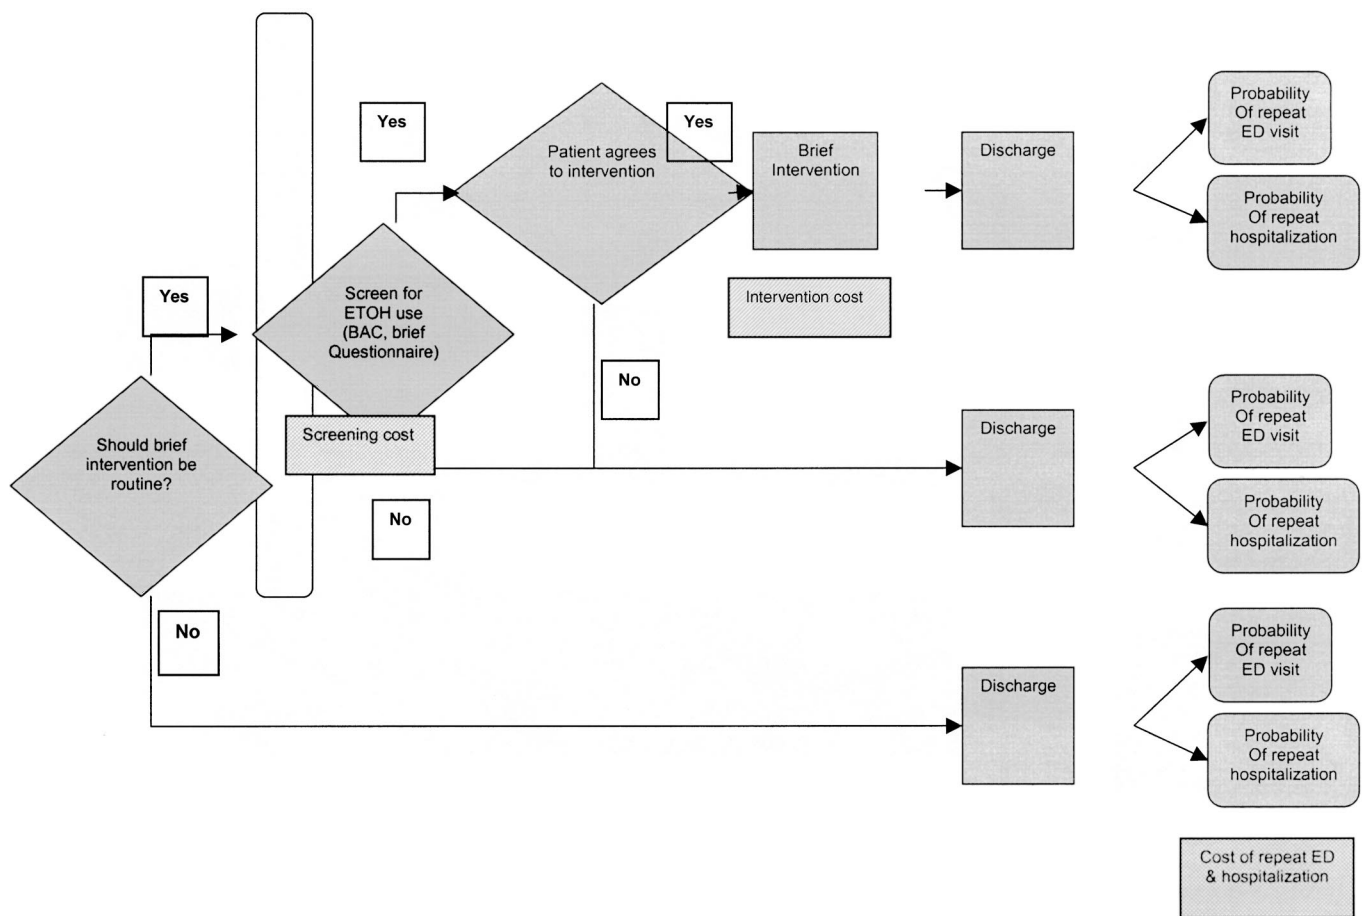 Yes
Patient agrees
to intervention
Yes
Brief
Intervention
Discharge
Probability
Of repeat
ED visit
Probability
Of repeat
hospitalization
Yes
Screen for
ETOH use
(BAC, brief
Questionnaire)
Intervention cost
Should brief
intervention be
routine?
Screening cost
No
No
Discharge
Probability
Of repeat
ED visit
Probability
Of repeat
hospitalization
No
Discharge
Probability
Of repeat
ED visit
Probability
Of repeat
hospitalization
Cost of repeat ED
& hospitalization